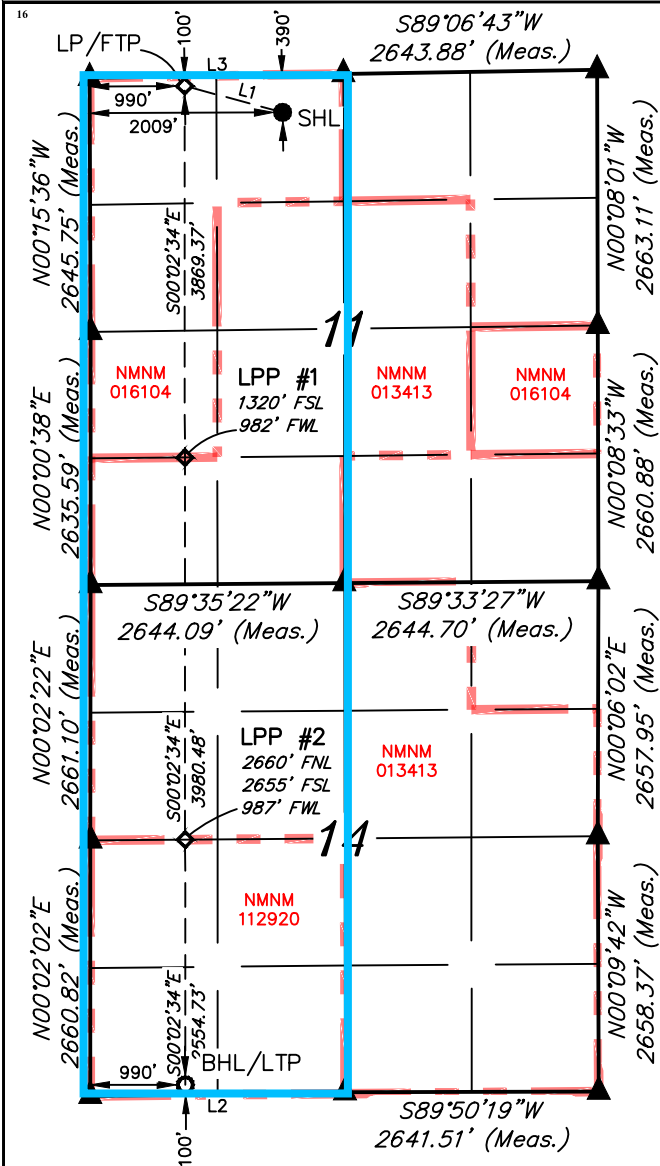 16
LP/FTP
100'
390'
L3
S89°06'43"W
2643.88' (Meas.)
990'
L1
2009'
SHL
N00°15'36"W
2645.75' (Meas.)
S00°02'34"E
3869.37'
N00°08'01"W
2663.11' (Meas.)
11
NMNM
016104
LPP #1
1320' FSL
982' FWL
NMNM
013413
NMNM
016104
N00°00'38"E
2635.59' (Meas.)
N00°08'33"W
2660.88' (Meas.)
S89°35'22"W
2644.09' (Meas.)
S89°33'27"W
2644.70' (Meas.)
N00°02'22"E
2661.10' (Meas.)
S00°02'34"E
3980.48'
LPP #2
2660' FNL
2655' FSL
987' FWL
NMNM
013413
N00°06'02"E
2657.95' (Meas.)
14
NMNM
112920
N00°02'02"E
2660.82' (Meas.)
S00°02'34"E
2554.73'
N00°09'42"W
2658.37' (Meas.)
990'
BHL/LTP
L2
100'
S89°50'19"W
2641.51' (Meas.)